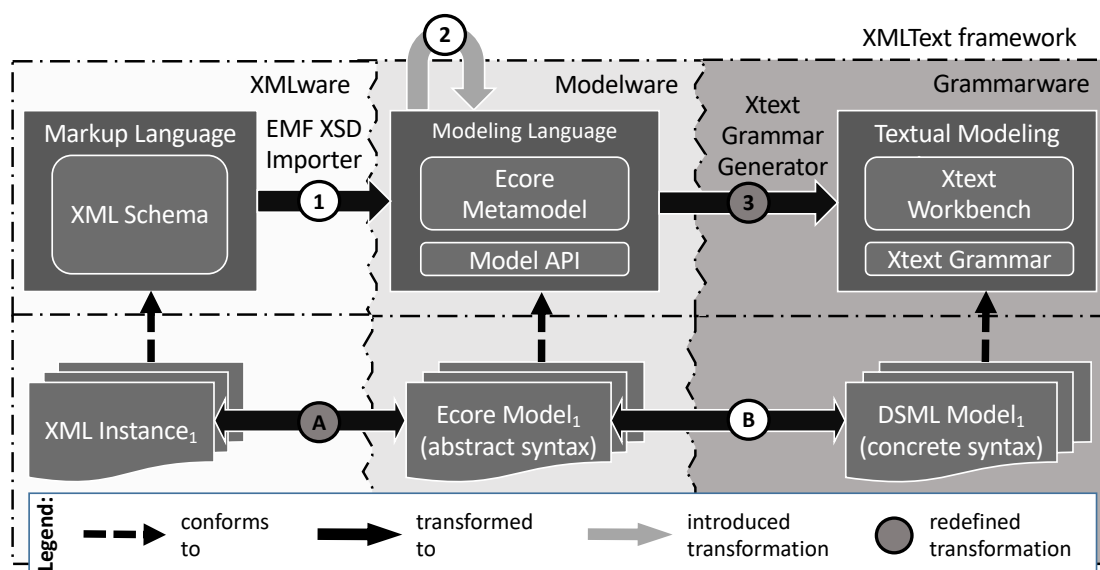 XMLText framework
2
XMLware
Modelware
Grammarware
Markup Language
XML Schema
EMF XSD
Importer
1
Modeling Language
Ecore
Metamodel
Model API
Xtext
Grammar
Generator
3
Textual Modeling
Xtext
Workbench
Xtext Grammar
XML Instance₁
A
Ecore Model₁
(abstract syntax)
B
DSML Model₁
(concrete syntax)
Legend:
conforms
to
transformed
to
introduced
transformation
redefined
transformation